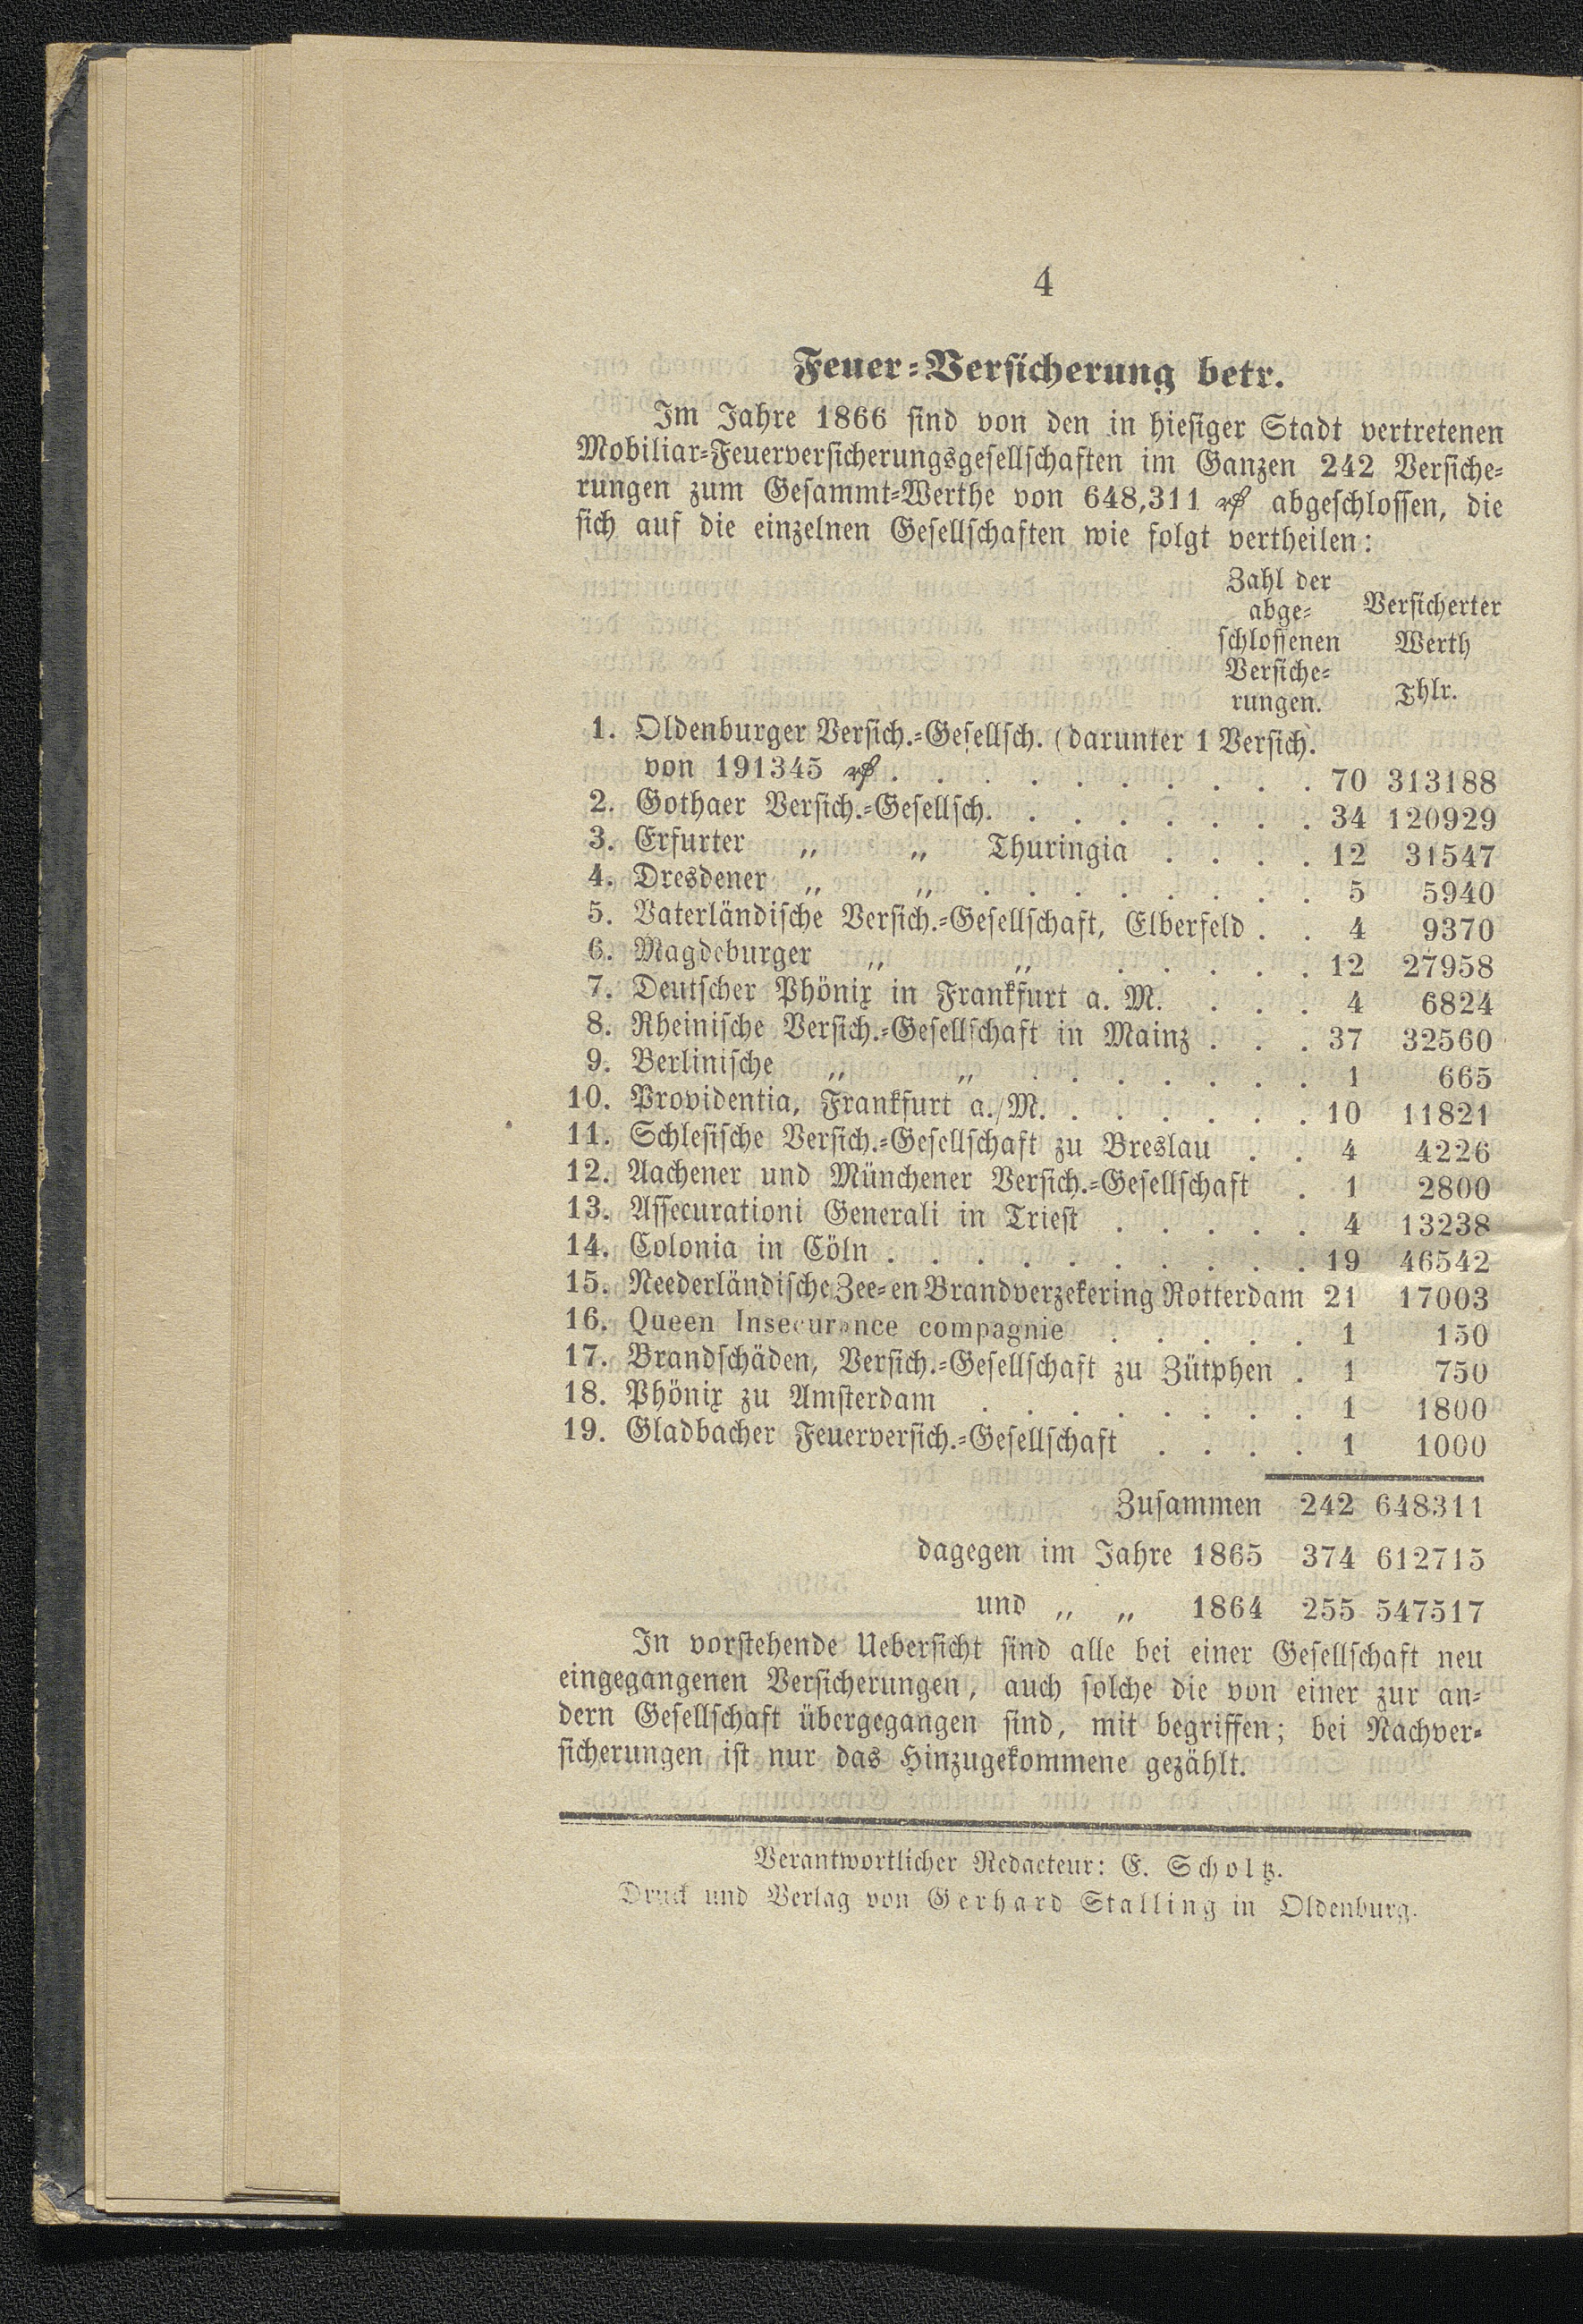 4
Feuer-Versicherung betr.
Im Jahre 1866 sind von den in hiesiger Stadt vertretenen
Mobiliar-Feuerversicherungsgesellschaften im Ganzen 242 Versiche-
rungen zum Gesammt-Werthe von 648,311 ₰ abgeschlossen, die
sich auf die einzelnen Gesellschaften wie folgt vertheilen:
Zahl der
abge- Versicherter
schlossenen Werth
Versiche-
rungen. Thlr.
1. Oldenburger Versich.-Gesellsch. (darunter 1 Versich.
von 191345 ₰ . . . . . . . . . . 70 313188
2. Gothaer Versich.-Gesellsch. . . . . . . . 34 120929
3. Erfurter „ „ Thuringia . . . . 12 31547
4. Dresdener „ „ . . . . . . . . 5 5940
5. Vaterländische Versich.-Gesellschaft, Elberfeld . . 4 9370
6. Magdeburger „ „ . . . . . 12 27958
7. Deutscher Phönix in Frankfurt a. M. . . . 4 6824
8. Rheinische Versich.-Gesellschaft in Mainz . . . 37 32560
9. Berlinische „ „ . . . . . . . 1 665
10. Providentia, Frankfurt a./M. . . . . . . 10 11821
11. Schlesische Versich.-Gesellschaft zu Breslau . . 4 4226
12. Aachener und Münchener Versich.-Gesellschaft . 1 2800
13. Assecurationi Generali in Triest . . . . . 4 13238
14. Colonia in Cöln . . . . . . . . . . 19 46542
15. Neederländische Zee-en Brandverzekering Rotterdam 21 17003
16. Queen Insecurance compagnie . . . . . 1 150
17. Brandschäden, Versich.-Gesellschaft zu Zütphen . 1 750
18. Phönix zu Amsterdam . . . . . . . . 1 1800
19. Gladbacher Feuerversich.-Gesellschaft . . . . 1 1000
Zusammen 242 648311
dagegen im Jahre 1865 374 612715
und „ „ 1864 255 547517
In vorstehende Uebersicht sind alle bei einer Gesellschaft neu
eingegangenen Versicherungen, auch solche die von einer zur an-
dern Gesellschaft übergegangen sind, mit begriffen; bei Nachver-
sicherungen ist nur das Hinzugekommene gezählt.
Verantwortlicher Redacteur: E. Scholtz.
Druck und Verlag von Gerhard Stalling in Oldenburg.